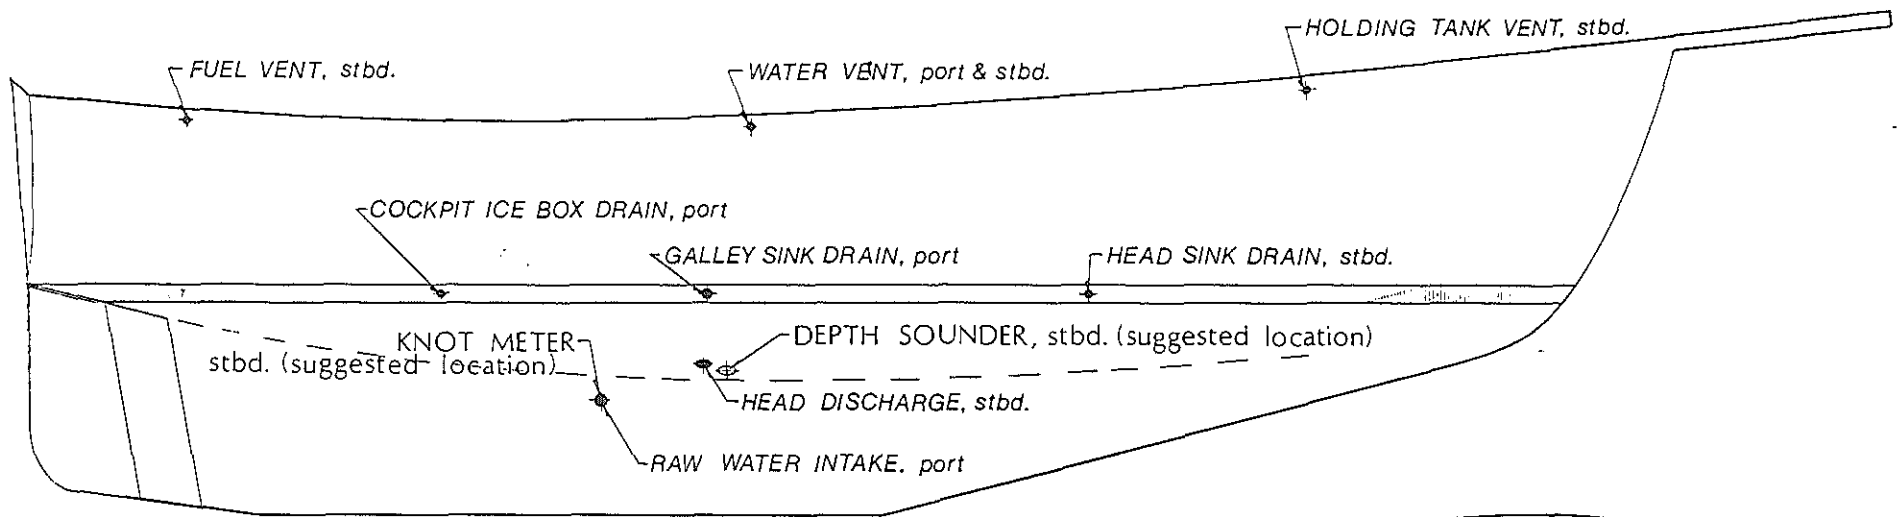 HOLDING TANK VENT, stbd.
FUEL VENT, stbd.
WATER VENT, port & stbd.
COCKPIT ICE BOX DRAIN, port
GALLEY SINK DRAIN, port
HEAD SINK DRAIN, stbd.
KNOT METER
stbd. (suggested location)
DEPTH SOUNDER, stbd. (suggested location)
HEAD DISCHARGE, stbd.
RAW WATER INTAKE. port